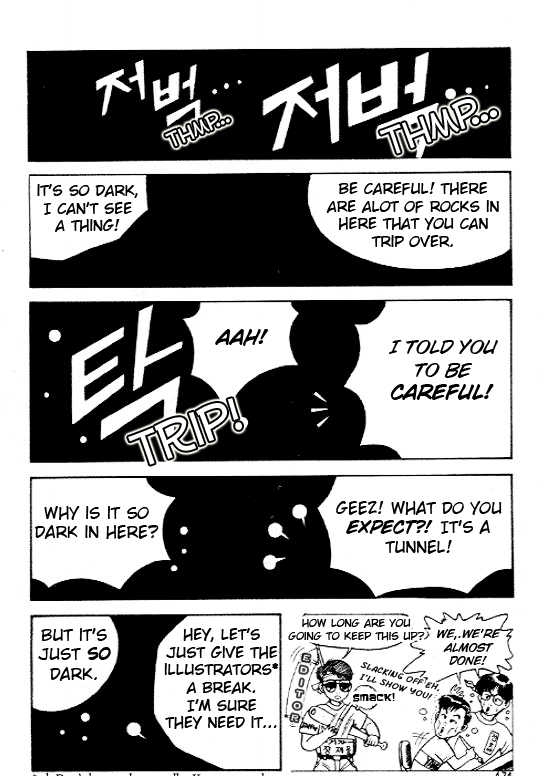 저벅...
THMP...
저벅...
THMP...
IT'S SO DARK,
I CAN'T SEE
A THING!
BE CAREFUL! THERE
ARE ALOT OF ROCKS IN
HERE THAT YOU CAN
TRIP OVER.
탁
TRIP!
AAH!
I TOLD YOU
TO BE
CAREFUL!
WHY IS IT SO
DARK IN HERE?
GEEZ! WHAT DO YOU
EXPECT?! IT'S A
TUNNEL!
BUT IT'S
JUST SO
DARK.
HEY, LET'S
JUST GIVE THE
ILLUSTRATORS*
A BREAK.
I'M SURE
THEY NEED IT...
HOW LONG ARE YOU
GOING TO KEEP THIS UP?
WE,..WE'RE
ALMOST
DONE!
EDITOR
SLACKING OFF EH,
I'LL SHOW YOU!
smack!